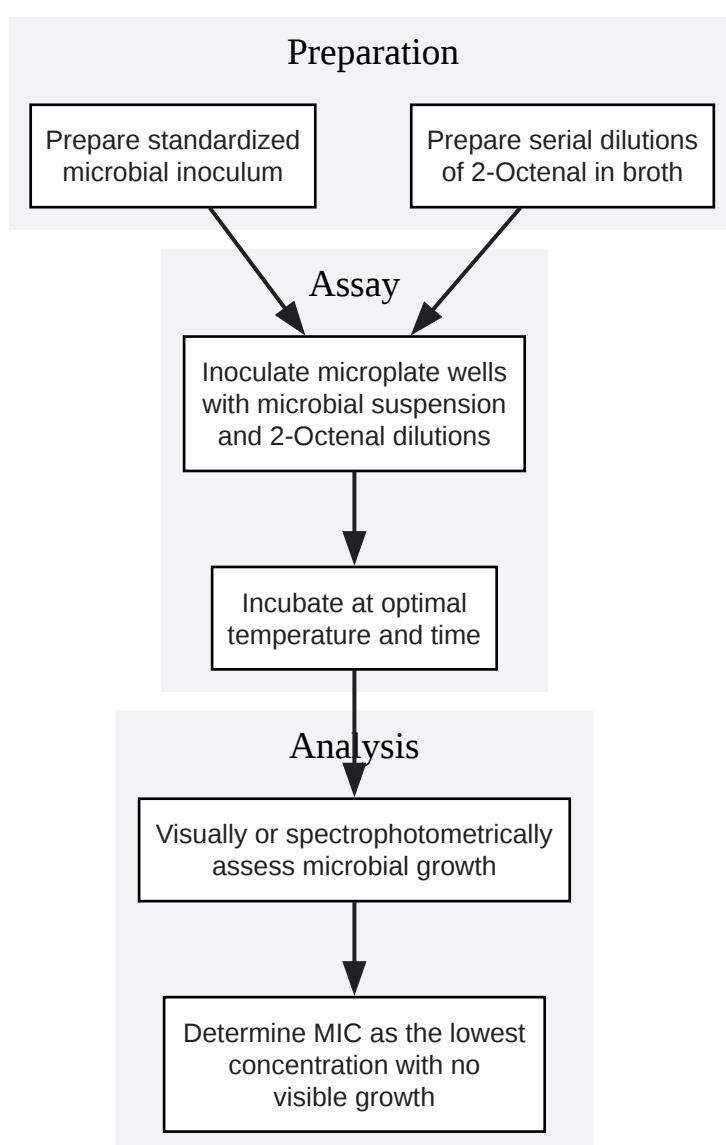 Preparation
Prepare standardized
microbial inoculum
Prepare serial dilutions
of 2-Octenal in broth
Assay
Inoculate microplate wells
with microbial suspension
and 2-Octenal dilutions
Incubate at optimal
temperature and time
Analysis
Visually or spectrophotometrically
assess microbial growth
Determine MIC as the lowest
concentration with no
visible growth